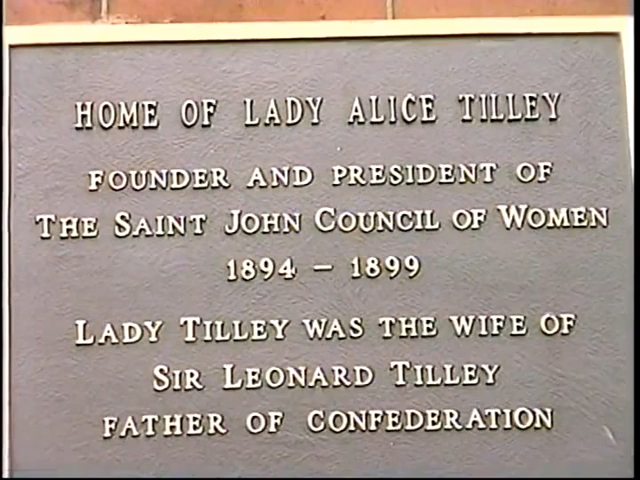 HOME OF LADY ALICE TILLEY
FOUNDER AND PRESIDENT OF
THE SAINT JOHN COUNCIL OF WOMEN
1894 – 1899
LADY TILLEY WAS THE WIFE OF
SIR LEONARD TILLEY
FATHER OF CONFEDERATION